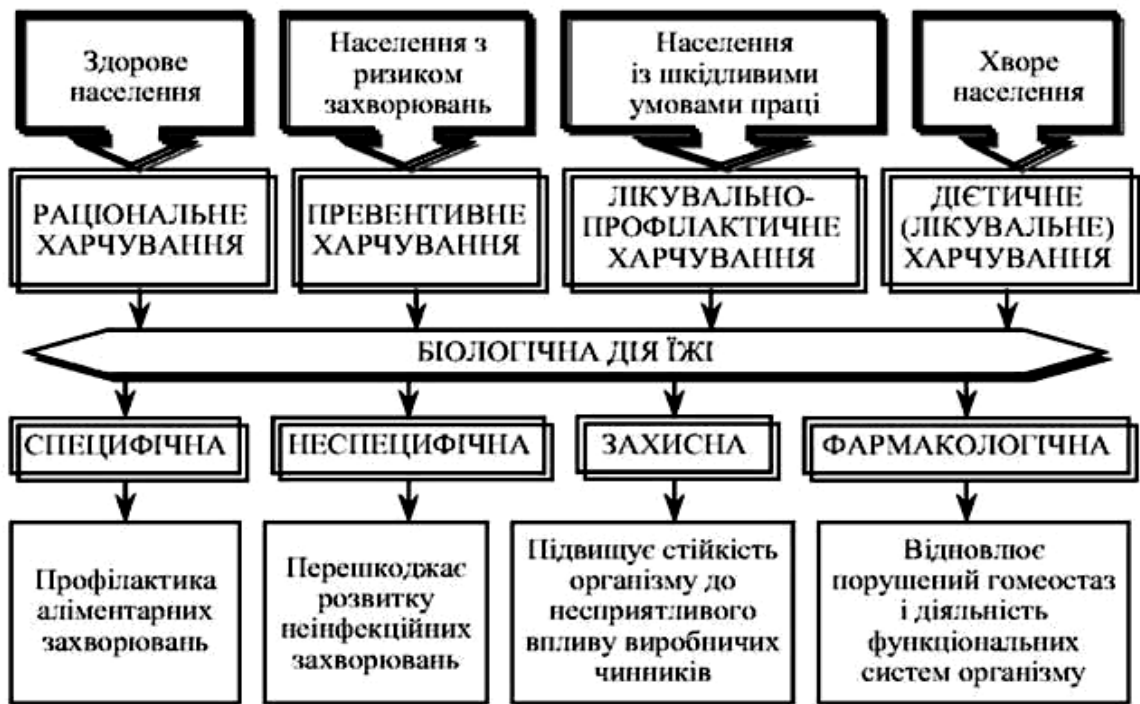 Здорове
населення
Населення з
ризиком
захворювань
Населення
із шкідливими
умовами праці
Хворе
населення
РАЦІОНАЛЬНЕ
ХАРЧУВАННЯ
ПРЕВЕНТИВНЕ
ХАРЧУВАННЯ
ЛІКУВАЛЬНО-
ПРОФІЛАКТИЧНЕ
ХАРЧУВАННЯ
ДІЄТИЧНЕ
(ЛІКУВАЛЬНЕ)
ХАРЧУВАННЯ
БІОЛОГІЧНА ДІЯ ЇЖІ
СПЕЦИФІЧНА
НЕСПЕЦИФІЧНА
ЗАХИСНА
ФАРМАКОЛОГІЧНА
Профілактика
аліментарних
захворювань
Перешкоджає
розвитку
неінфекційних
захворювань
Підвищує стійкість
організму до
несприятливого
впливу виробничих
чинників
Відновлює
порушений гомеостаз
і діяльність
функціональних
систем організму